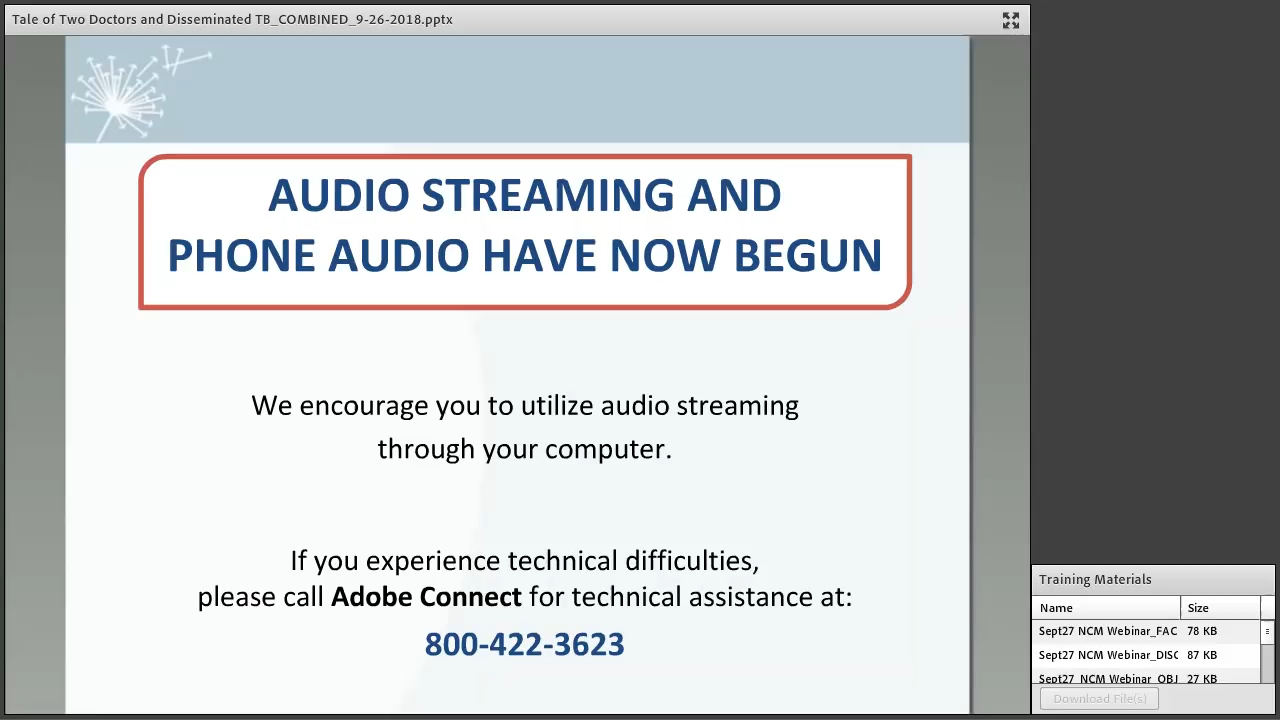 Tale of Two Doctors and Disseminated TB_COMBINED_9-26-2018.pptx
AUDIO STREAMING AND
PHONE AUDIO HAVE NOW BEGUN
We encourage you to utilize audio streaming
through your computer.
If you experience technical difficulties,
please call Adobe Connect for technical assistance at:
800-422-3623
Training Materials
Name Size
Sept27 NCM Webinar_FAC 78 KB
Sept27 NCM Webinar_DISC 87 KB
Sept27 NCM Webinar_OBJ 27 KB
Download File(s)